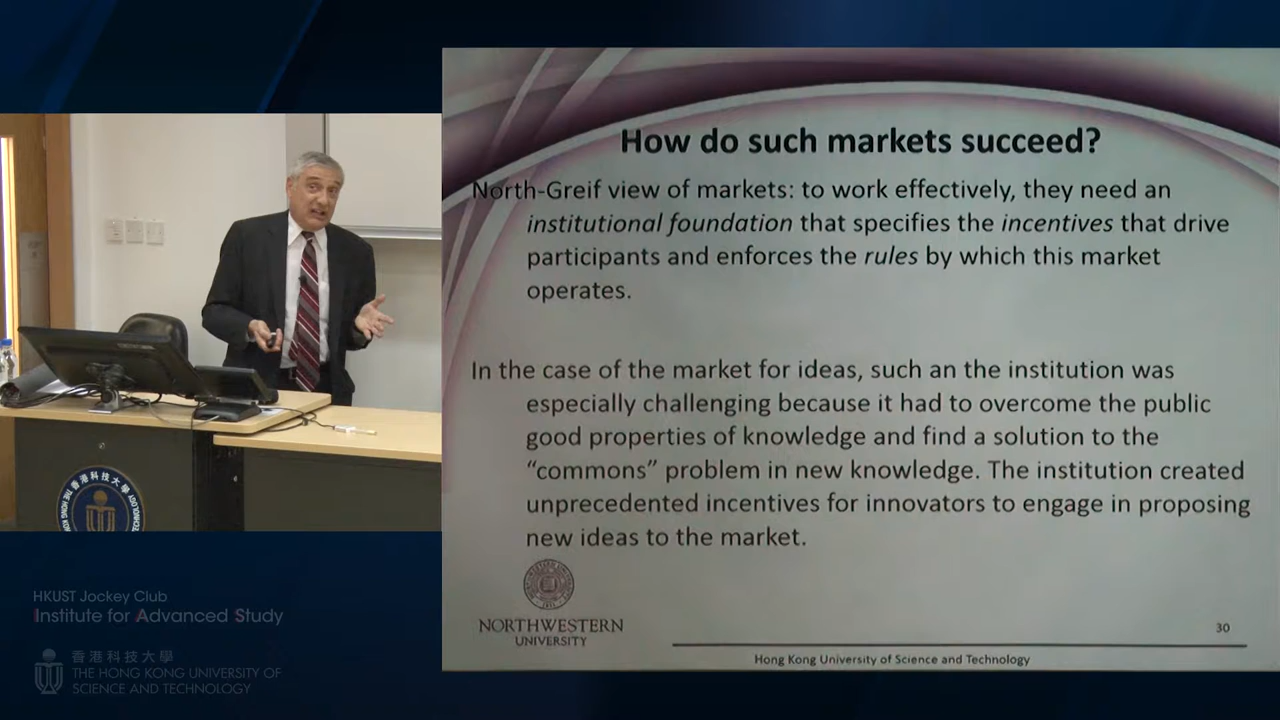 How do such markets succeed?
North-Greif view of markets: to work effectively, they need an
institutional foundation that specifies the incentives that drive
participants and enforces the rules by which this market
operates.
In the case of the market for ideas, such an the institution was
especially challenging because it had to overcome the public
good properties of knowledge and find a solution to the
“commons” problem in new knowledge. The institution created
unprecedented incentives for innovators to engage in proposing
new ideas to the market.
NORTHWESTERN
UNIVERSITY
30
Hong Kong University of Science and Technology
香港科技大學
HKUST Jockey Club
Institute for Advanced Study
香港科技大學
THE HONG KONG UNIVERSITY OF
SCIENCE AND TECHNOLOGY